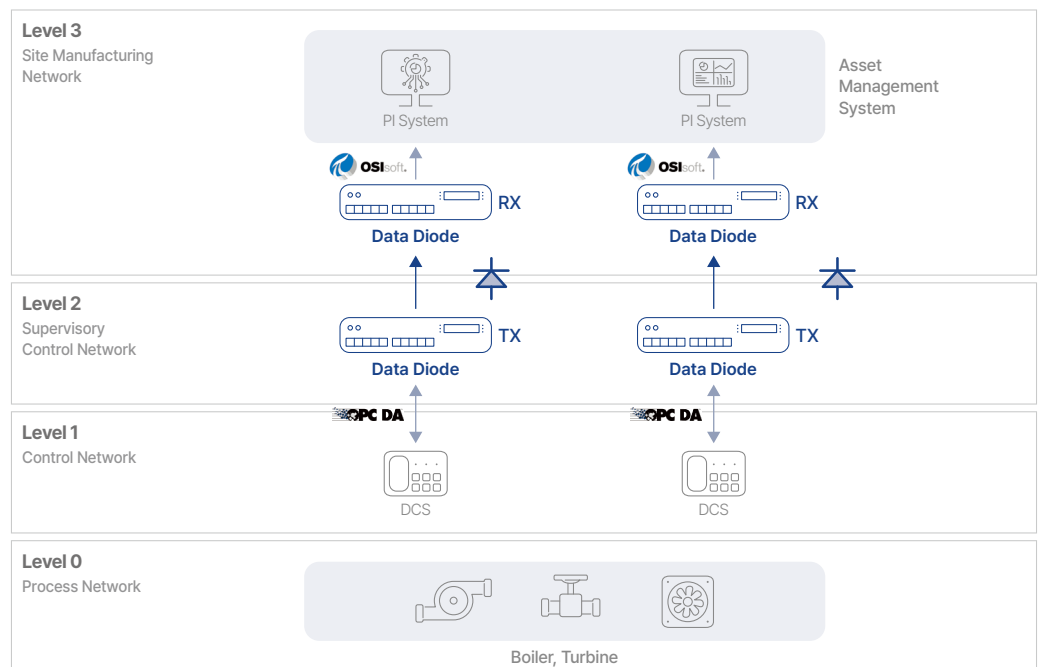 Level 3
Site Manufacturing
Network
PI System
PI System
Asset
Management
System
OSIsoft.
OSIsoft.
RX
RX
Data Diode
Data Diode
Level 2
Supervisory
Control Network
TX
TX
Data Diode
Data Diode
OPC DA
OPC DA
Level 1
Control Network
DCS
DCS
Level 0
Process Network
Boiler, Turbine